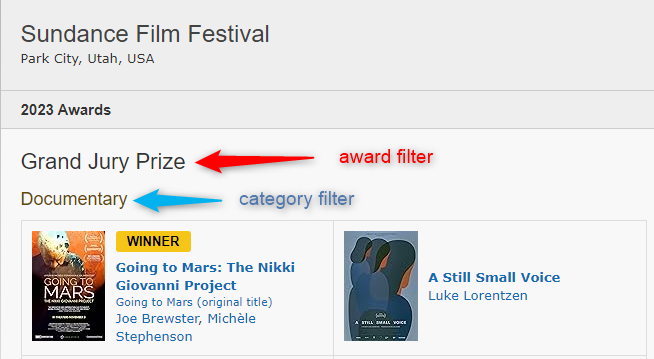 Sundance Film Festival
Park City, Utah, USA
2023 Awards
Grand Jury Prize
award filter
Documentary
category filter
WINNER
Going to Mars: The Nikki
Giovanni Project
Going to Mars (original title)
Joe Brewster, Michèle
Stephenson
GOING TO
MARS
THE NIKKI GIOVANNI PROJECT
A Still Small Voice
Luke Lorentzen
A STILL SMALL VOICE